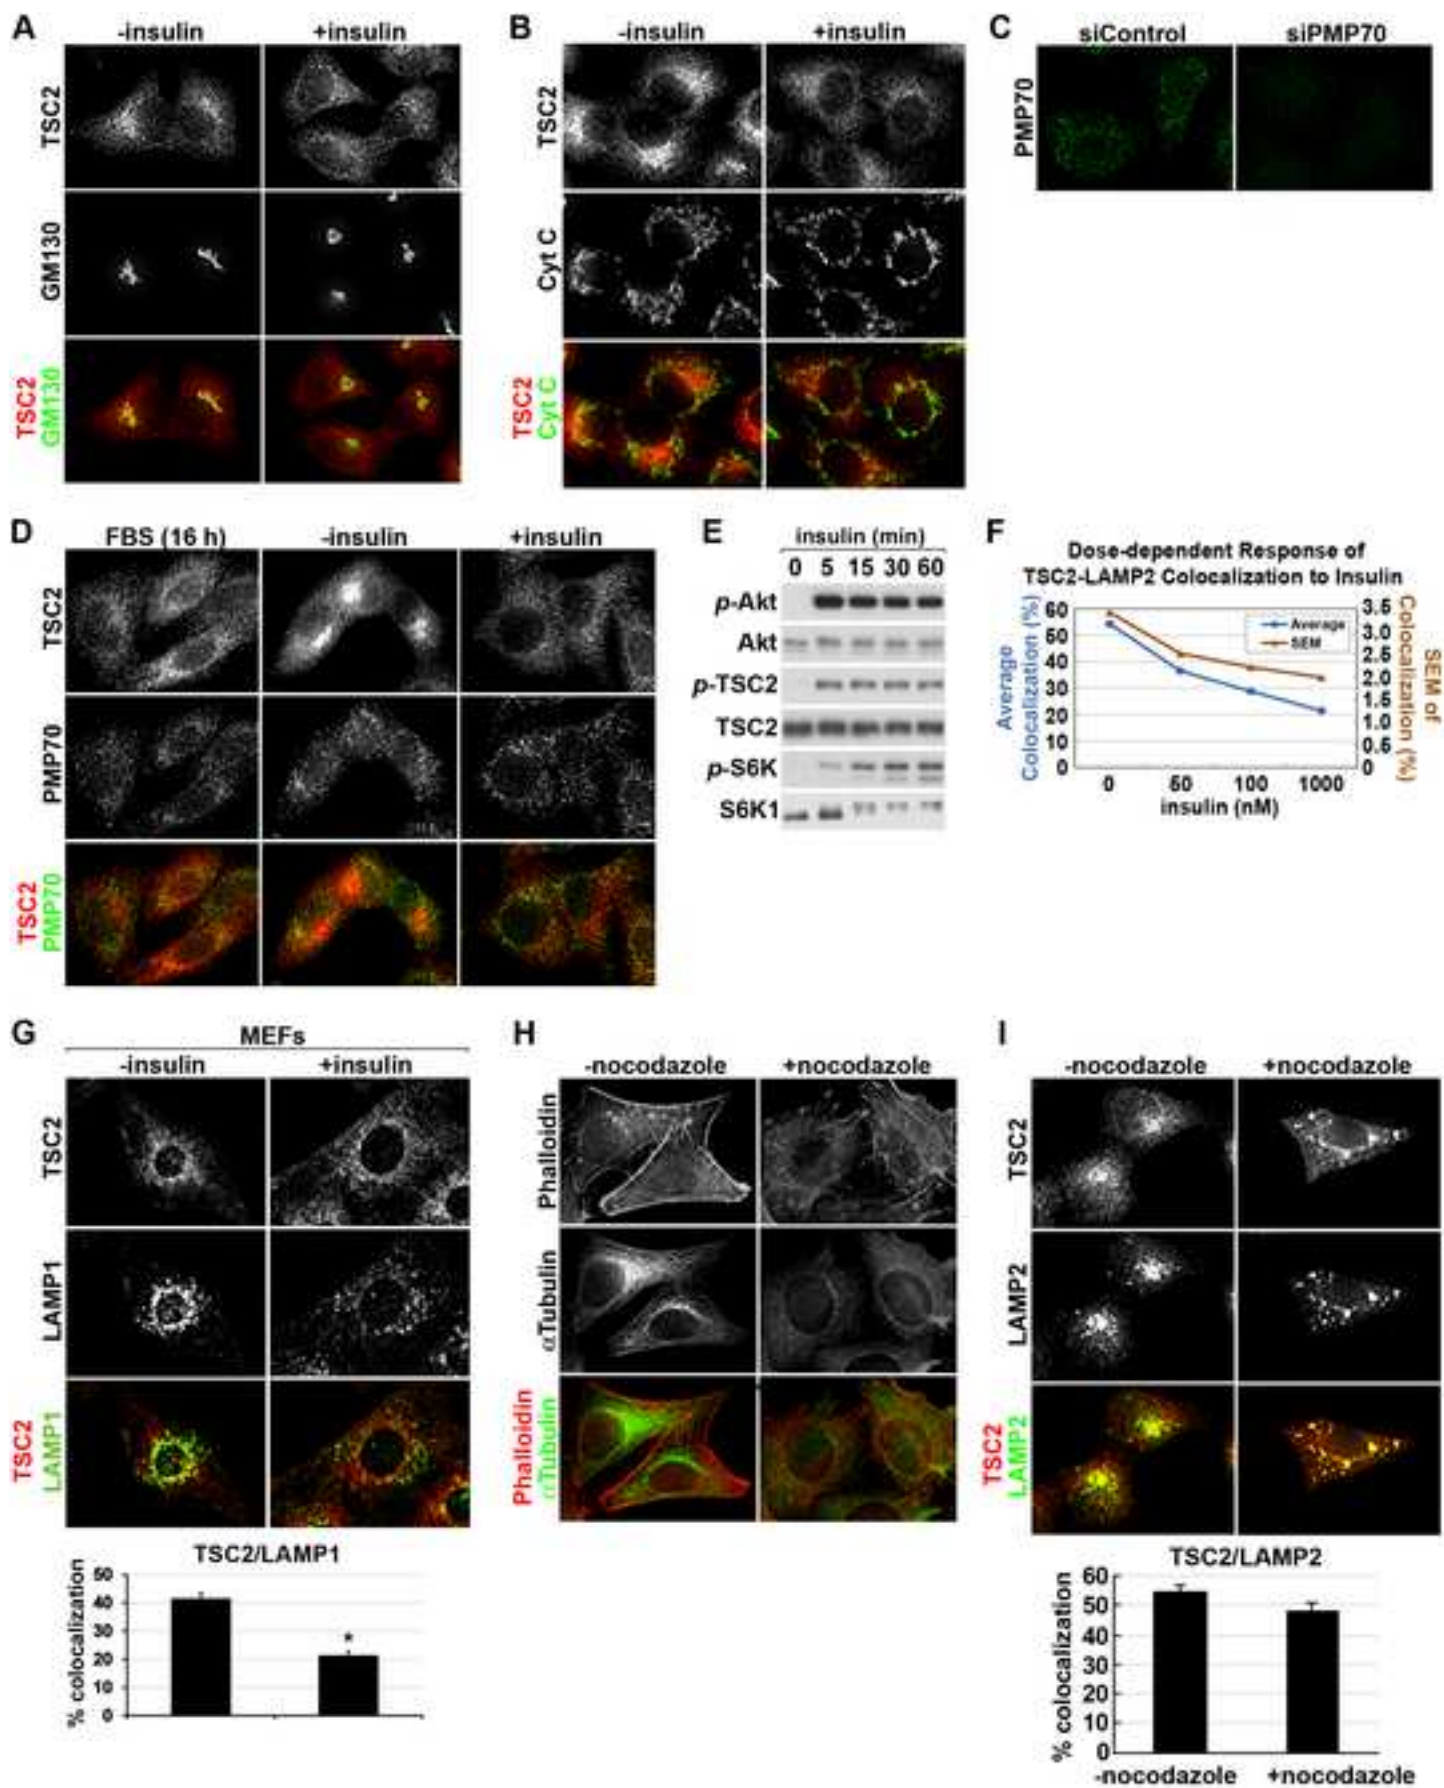 A
-insulin +insulin
TSC2
GM130
TSC2
GM130
B
-insulin +insulin
TSC2
Cyt C
TSC2
Cyt C
C
siControl siPMP70
PMP70
D
FBS (16 h) -insulin +insulin
TSC2
PMP70
TSC2
PMP70
E
insulin (min)
0 5 15 30 60
p-Akt
Akt
p-TSC2
TSC2
p-S6K
S6K1
F
Dose-dependent Response of
TSC2-LAMP2 Colocalization to Insulin
Average
Colocalization (%)
60
50
40
30
20
10
0
Average
SEM
3.5
3.0
2.5
2.0
1.5
1.0
0.5
0
SEM of
Colocalization (%)
0 50 100 1000
insulin (nM)
G
MEFs
-insulin +insulin
TSC2
LAMP1
TSC2
LAMP1
TSC2/LAMP1
% colocalization
50
40
30
20
10
0
*
H
-nocodazole +nocodazole
Phalloidin
αTubulin
Phalloidin
αTubulin
I
-nocodazole +nocodazole
TSC2
LAMP2
TSC2
LAMP2
TSC2/LAMP2
% colocalization
60
50
40
30
20
10
0
-nocodazole +nocodazole